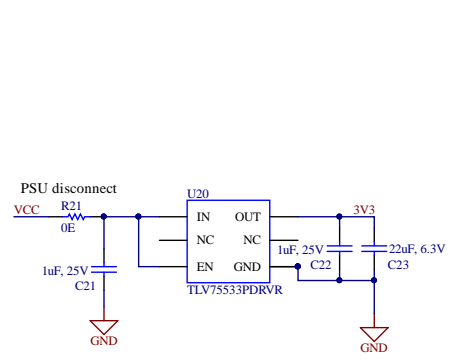 PSU disconnect
VCC
R21
0E
1uF, 25V
C21
GND
U20
IN
OUT
NC
NC
EN
GND
TLV75533PDRVR
3V3
1uF, 25V
C22
22uF, 6.3V
C23
GND